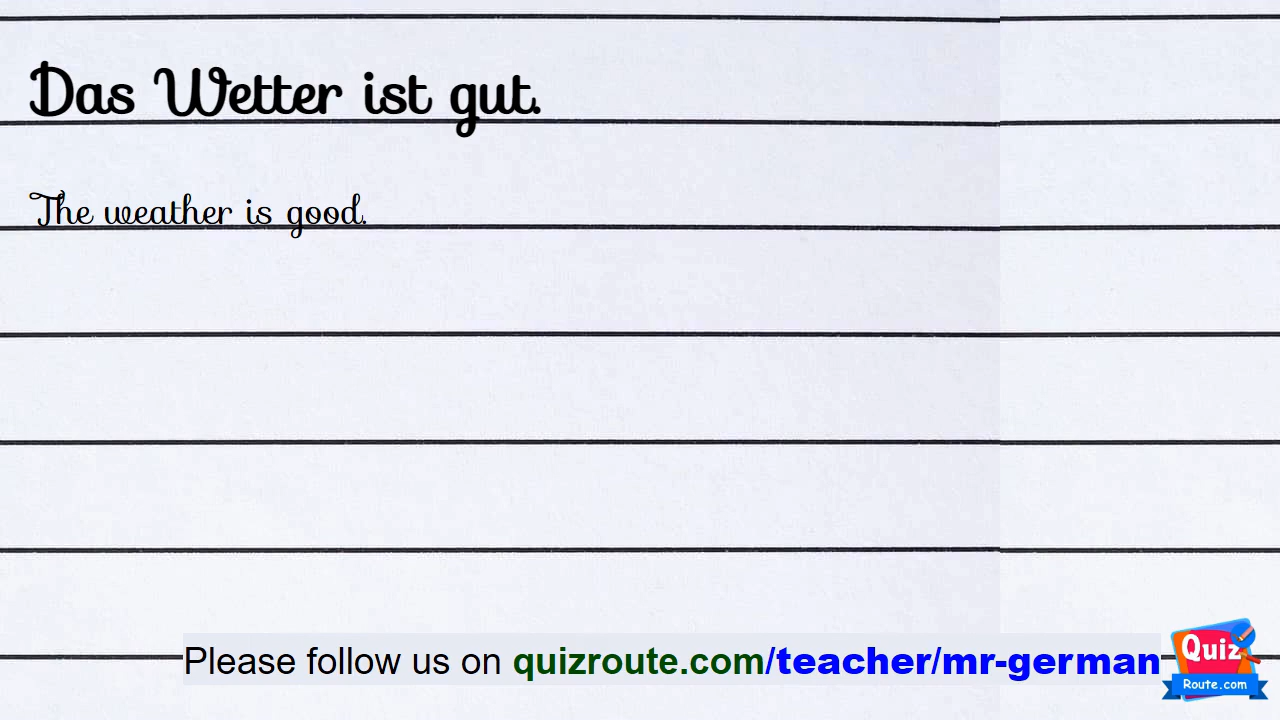 Das Wetter ist gut.
The weather is good.
Please follow us on quizroute.com/teacher/mr-german
Quiz
Route.com